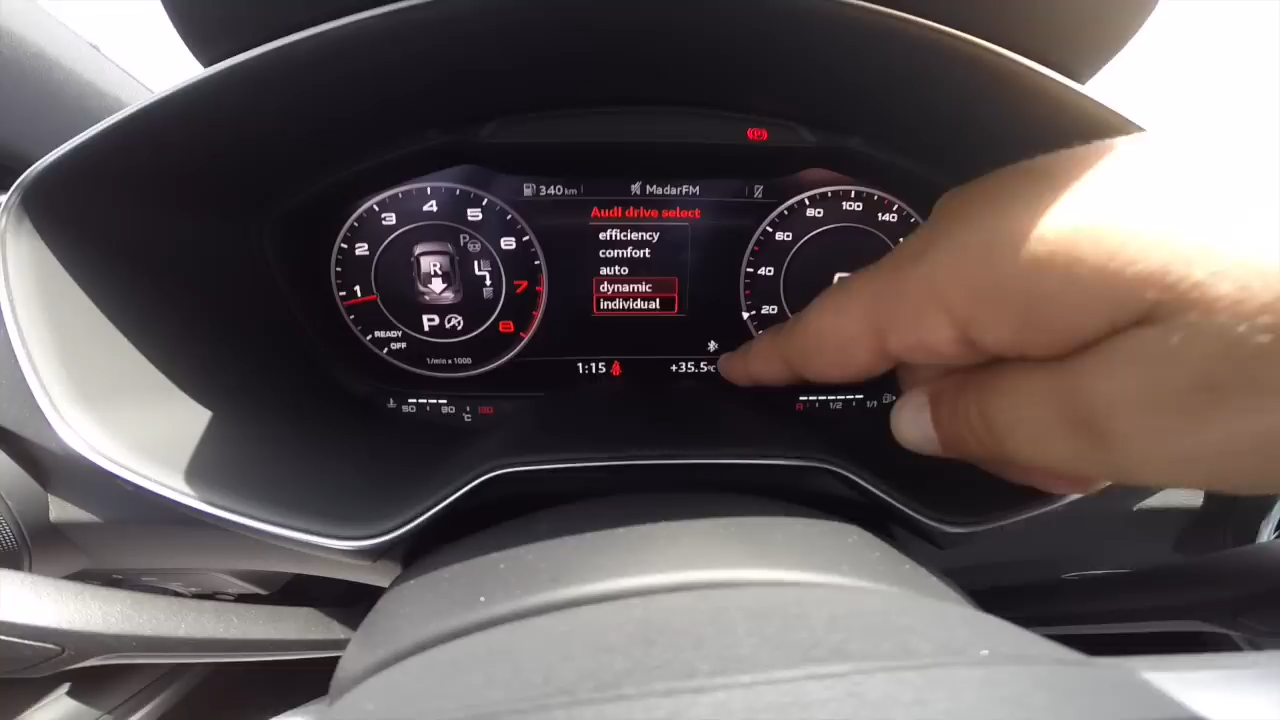 340 km
MadarFM
Audi drive select
efficiency
comfort
auto
dynamic
individual
1
2
3
4
5
6
7
8
R
P
P
READY
OFF
1/min x 1000
20
40
60
80
100
140
1:15
+35.5°C
50
90
130
°C
R
1/2
1/1
(P)